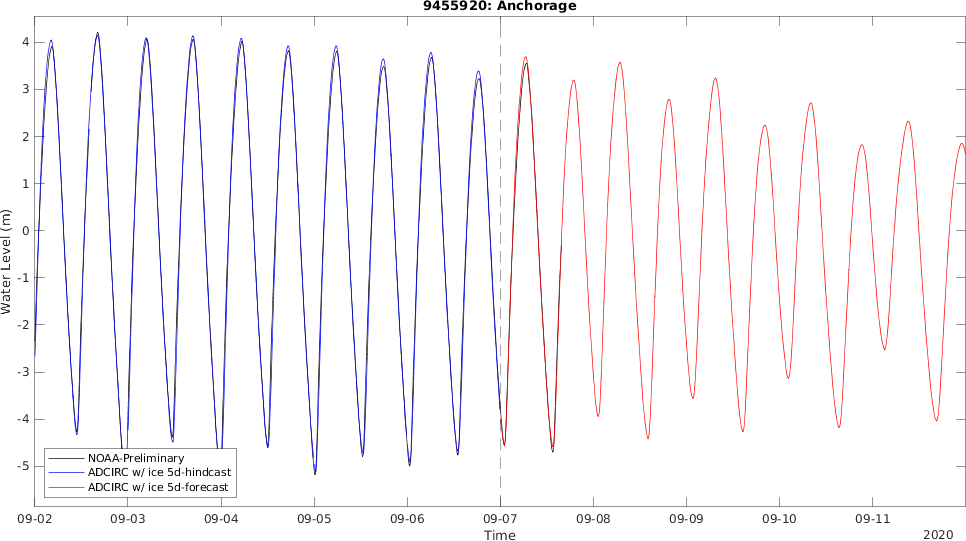 9455920: Anchorage
4
3
2
1
0
-1
-2
-3
-4
-5
Water Level (m)
NOAA-Preliminary
ADCIRC w/ ice 5d-hindcast
ADCIRC w/ ice 5d-forecast
09-02 09-03 09-04 09-05 09-06 09-07 09-08 09-09 09-10 09-11
Time
2020